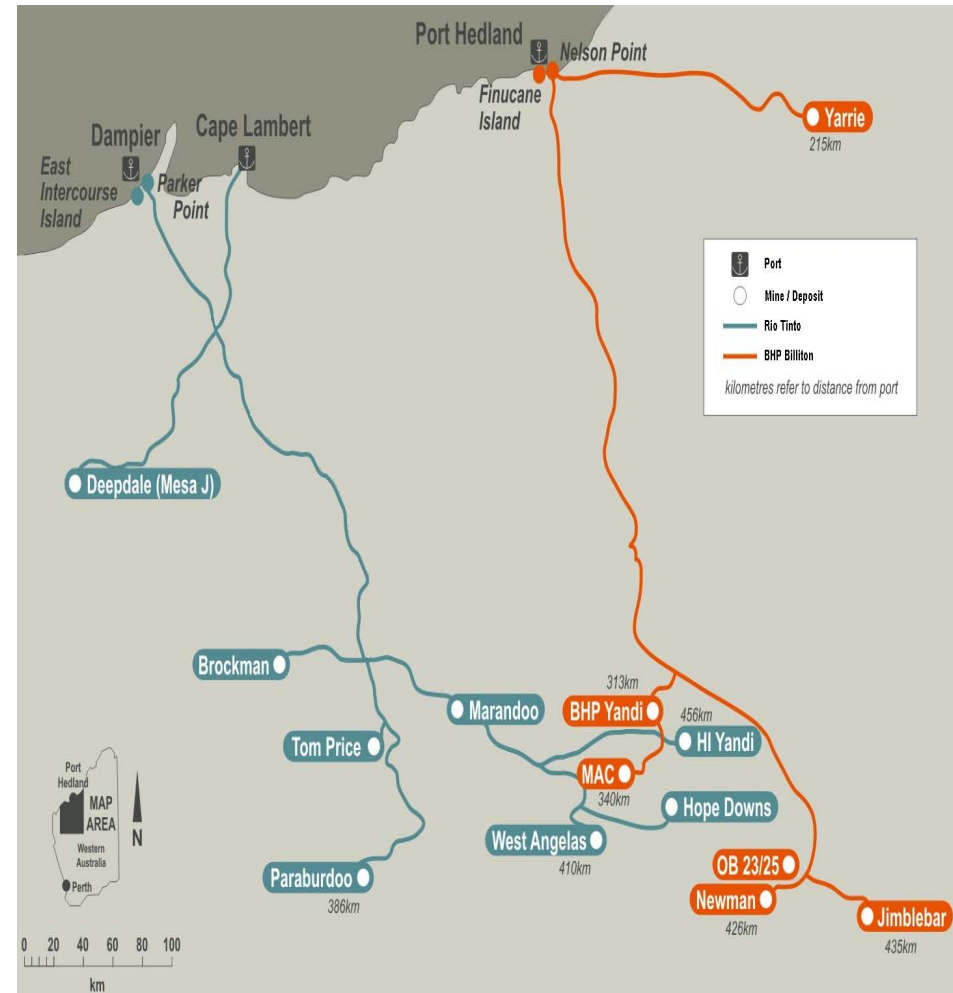 Port Hedland
Nelson Point
Finucane
Island
Yarrie
215km
Dampier
Cape Lambert
East
Intercourse
Island
Parker
Point
Port
Mine / Deposit
Rio Tinto
BHP Billiton
kilometres refer to distance from port
Deepdale (Mesa J)
Brockman
Marandoo
313km
BHP Yandi
456km
HI Yandi
Tom Price
MAC
340km
Hope Downs
West Angelas
410km
Paraburdoo
386km
OB 23/25
Newman
426km
Jimblebar
435km
Port
Hedland
MAP
AREA
Western
Australia
Perth
N
0 20 40 60 80 100
km